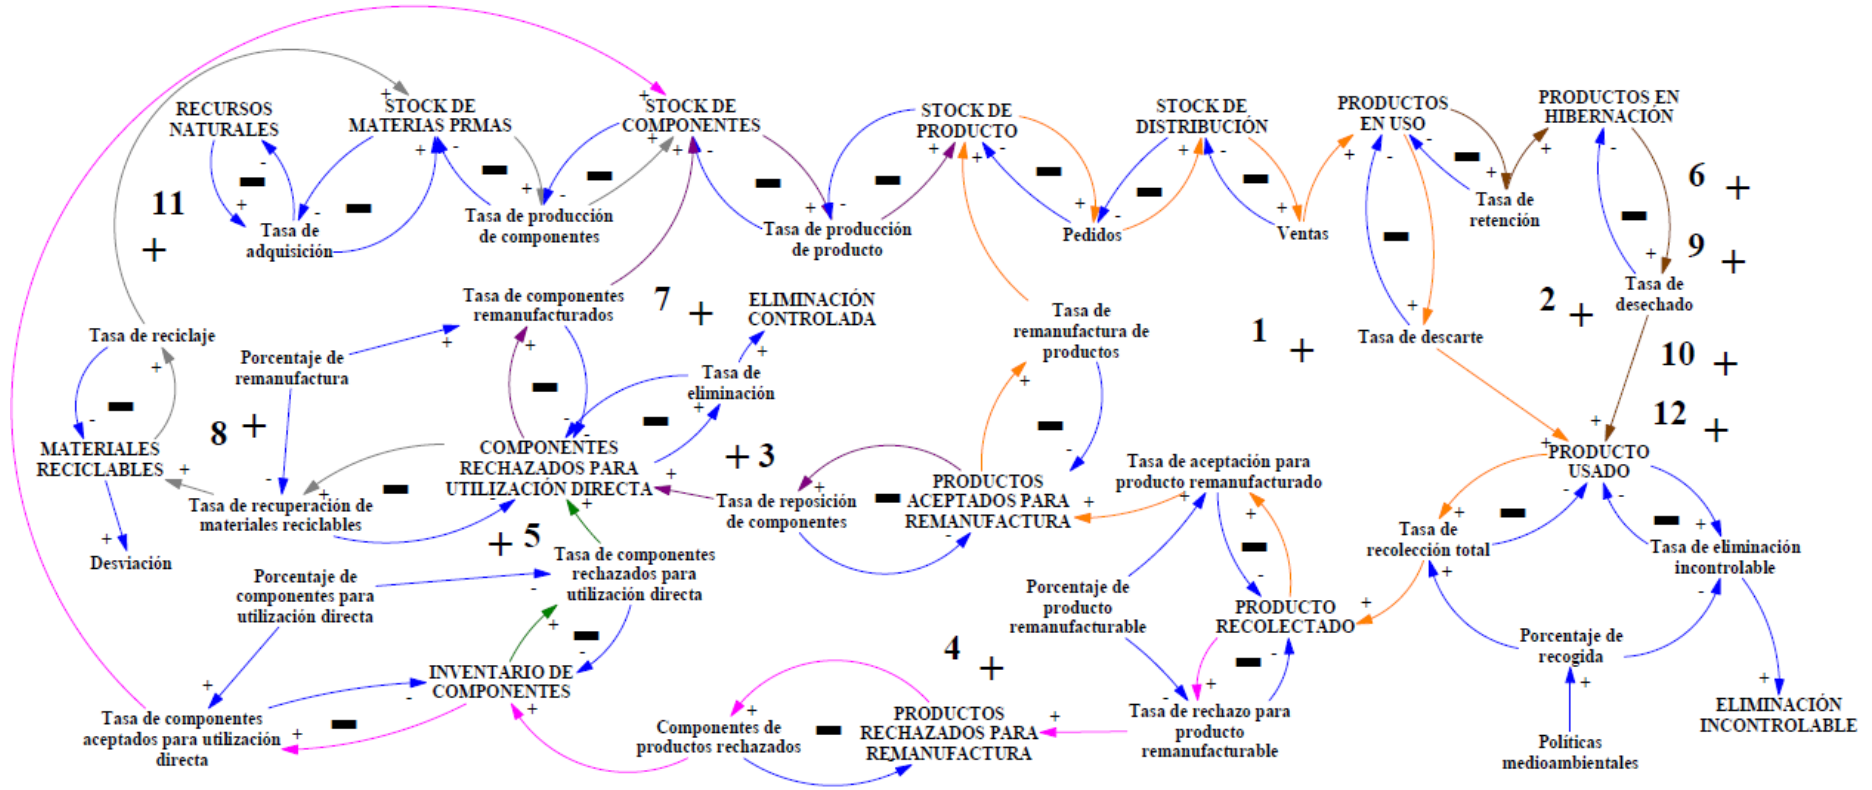 RECURSOS
NATURALES
STOCK DE
MATERIAS PRMAS
STOCK DE
COMPONENTES
STOCK DE
PRODUCTO
STOCK DE
DISTRIBUCIÓN
PRODUCTOS
EN USO
PRODUCTOS EN
HIBERNACIÓN
Tasa de
adquisición
Tasa de producción
de componentes
Tasa de producción
de producto
Pedidos
Ventas
Tasa de
retención
Tasa de
desechado
11
+
6 +
9 +
2 +
10 +
12 +
1 +
7 +
8 +
+ 3
+ 5
4 +
Tasa de componentes
remanufacturados
ELIMINACIÓN
CONTROLADA
Tasa de
remanufactura de
productos
Tasa de descarte
Tasa de reciclaje
Porcentaje de
remanufactura
Tasa de
eliminación
MATERIALES
RECICLABLES
COMPONENTES
RECHAZADOS PARA
UTILIZACIÓN DIRECTA
Tasa de recuperación de
materiales reciclables
Tasa de reposición
de componentes
PRODUCTOS
ACEPTADOS PARA
REMANUFACTURA
Tasa de aceptación para
producto remanufacturado
PRODUCTO
USADO
Tasa de
recolección total
Tasa de eliminación
incontrolable
Desviación
Porcentaje de
componentes para
utilización directa
Tasa de componentes
rechazados para
utilización directa
Porcentaje de
producto
remanufacturable
PRODUCTO
RECOLECTADO
Porcentaje de
recogida
INVENTARIO DE
COMPONENTES
Tasa de componentes
aceptados para utilización
directa
Componentes de
productos rechazados
PRODUCTOS
RECHAZADOS PARA
REMANUFACTURA
Tasa de rechazo para
producto
remanufacturable
ELIMINACIÓN
INCONTROLABLE
Políticas
medioambientales